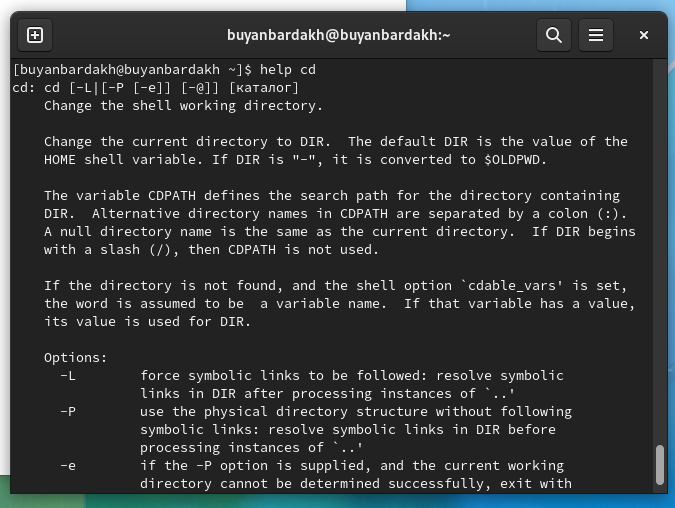 buyanbardakh@buyanbardakh:~
[buyanbardakh@buyanbardakh ~]$ help cd
cd: cd [-L|[-P [-e]] [-@]] [каталог]
Change the shell working directory.
Change the current directory to DIR.  The default DIR is the value of the
HOME shell variable. If DIR is "-", it is converted to $OLDPWD.
The variable CDPATH defines the search path for the directory containing
DIR.  Alternative directory names in CDPATH are separated by a colon (:).
A null directory name is the same as the current directory.  If DIR begins
with a slash (/), then CDPATH is not used.
If the directory is not found, and the shell option `cdable_vars' is set,
the word is assumed to be  a variable name.  If that variable has a value,
its value is used for DIR.
Options:
-L        force symbolic links to be followed: resolve symbolic
links in DIR after processing instances of `..'
-P        use the physical directory structure without following
symbolic links: resolve symbolic links in DIR before
processing instances of `..'
-e        if the -P option is supplied, and the current working
directory cannot be determined successfully, exit with